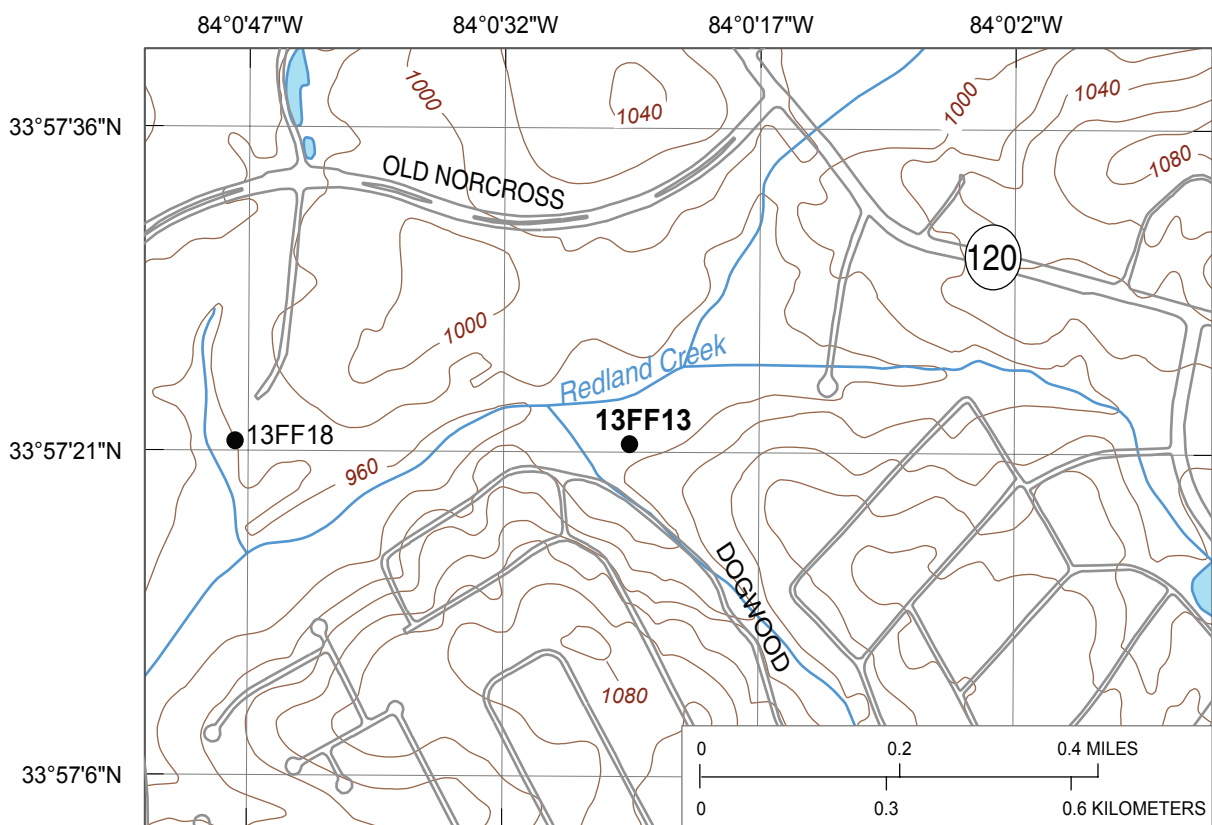 84°0'47"W 84°0'32"W 84°0'17"W 84°0'2"W
33°57'36"N
1000
1040
1000
1040
1080
OLD NORCROSS
120
1000
Redland Creek
13FF18
13FF13
33°57'21"N
960
DOGWOOD
1080
33°57'6"N
0 0.2 0.4 MILES
0 0.3 0.6 KILOMETERS